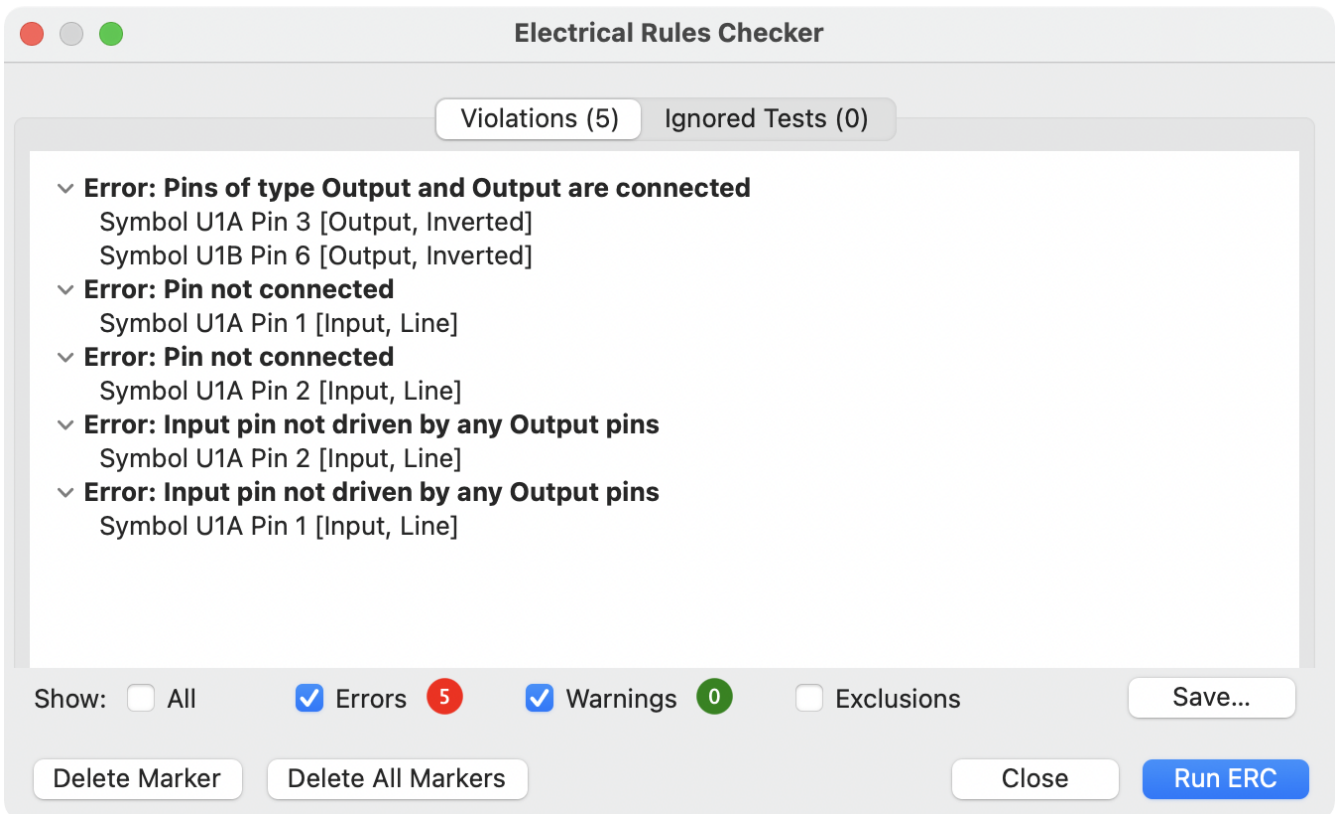 Electrical Rules Checker
Violations (5) Ignored Tests (0)
Error: Pins of type Output and Output are connected
Symbol U1A Pin 3 [Output, Inverted]
Symbol U1B Pin 6 [Output, Inverted]
Error: Pin not connected
Symbol U1A Pin 1 [Input, Line]
Error: Pin not connected
Symbol U1A Pin 2 [Input, Line]
Error: Input pin not driven by any Output pins
Symbol U1A Pin 2 [Input, Line]
Error: Input pin not driven by any Output pins
Symbol U1A Pin 1 [Input, Line]
Show: All Errors 5 Warnings 0 Exclusions Save...
Delete Marker Delete All Markers Close Run ERC